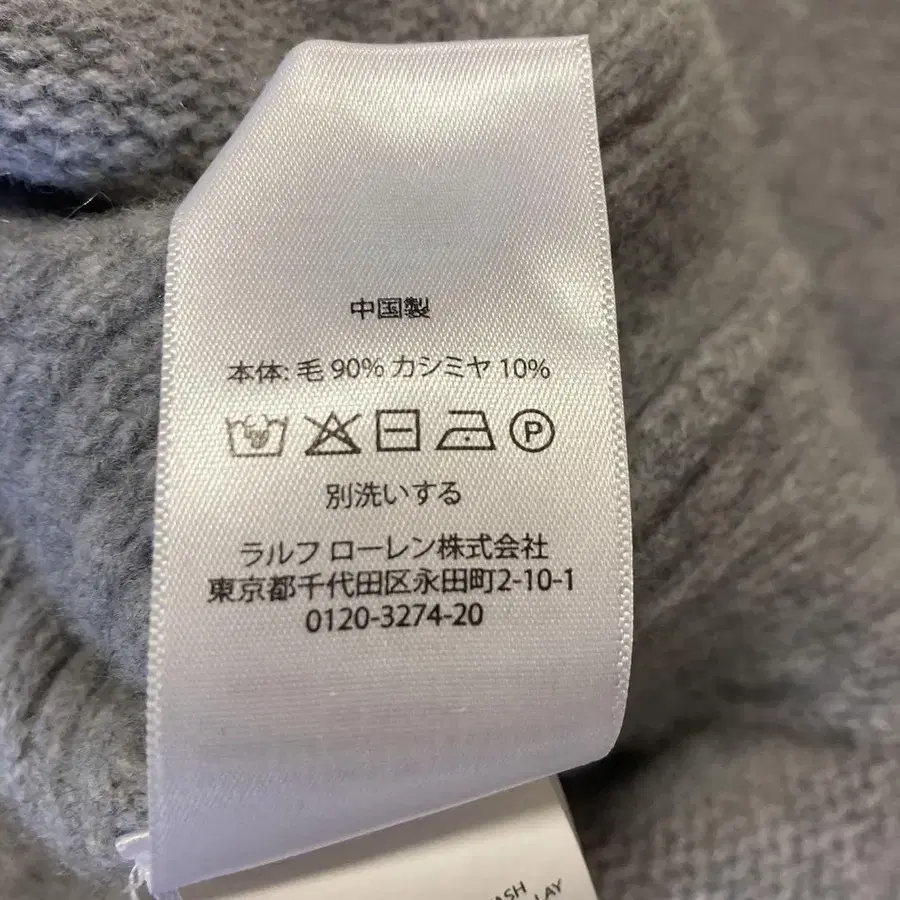 中国製
本体: 毛 90% カシミヤ 10%
P
別洗いする
ラルフ ローレン株式会社
東京都千代田区永田町2-10-1
0120-3274-20
LAY